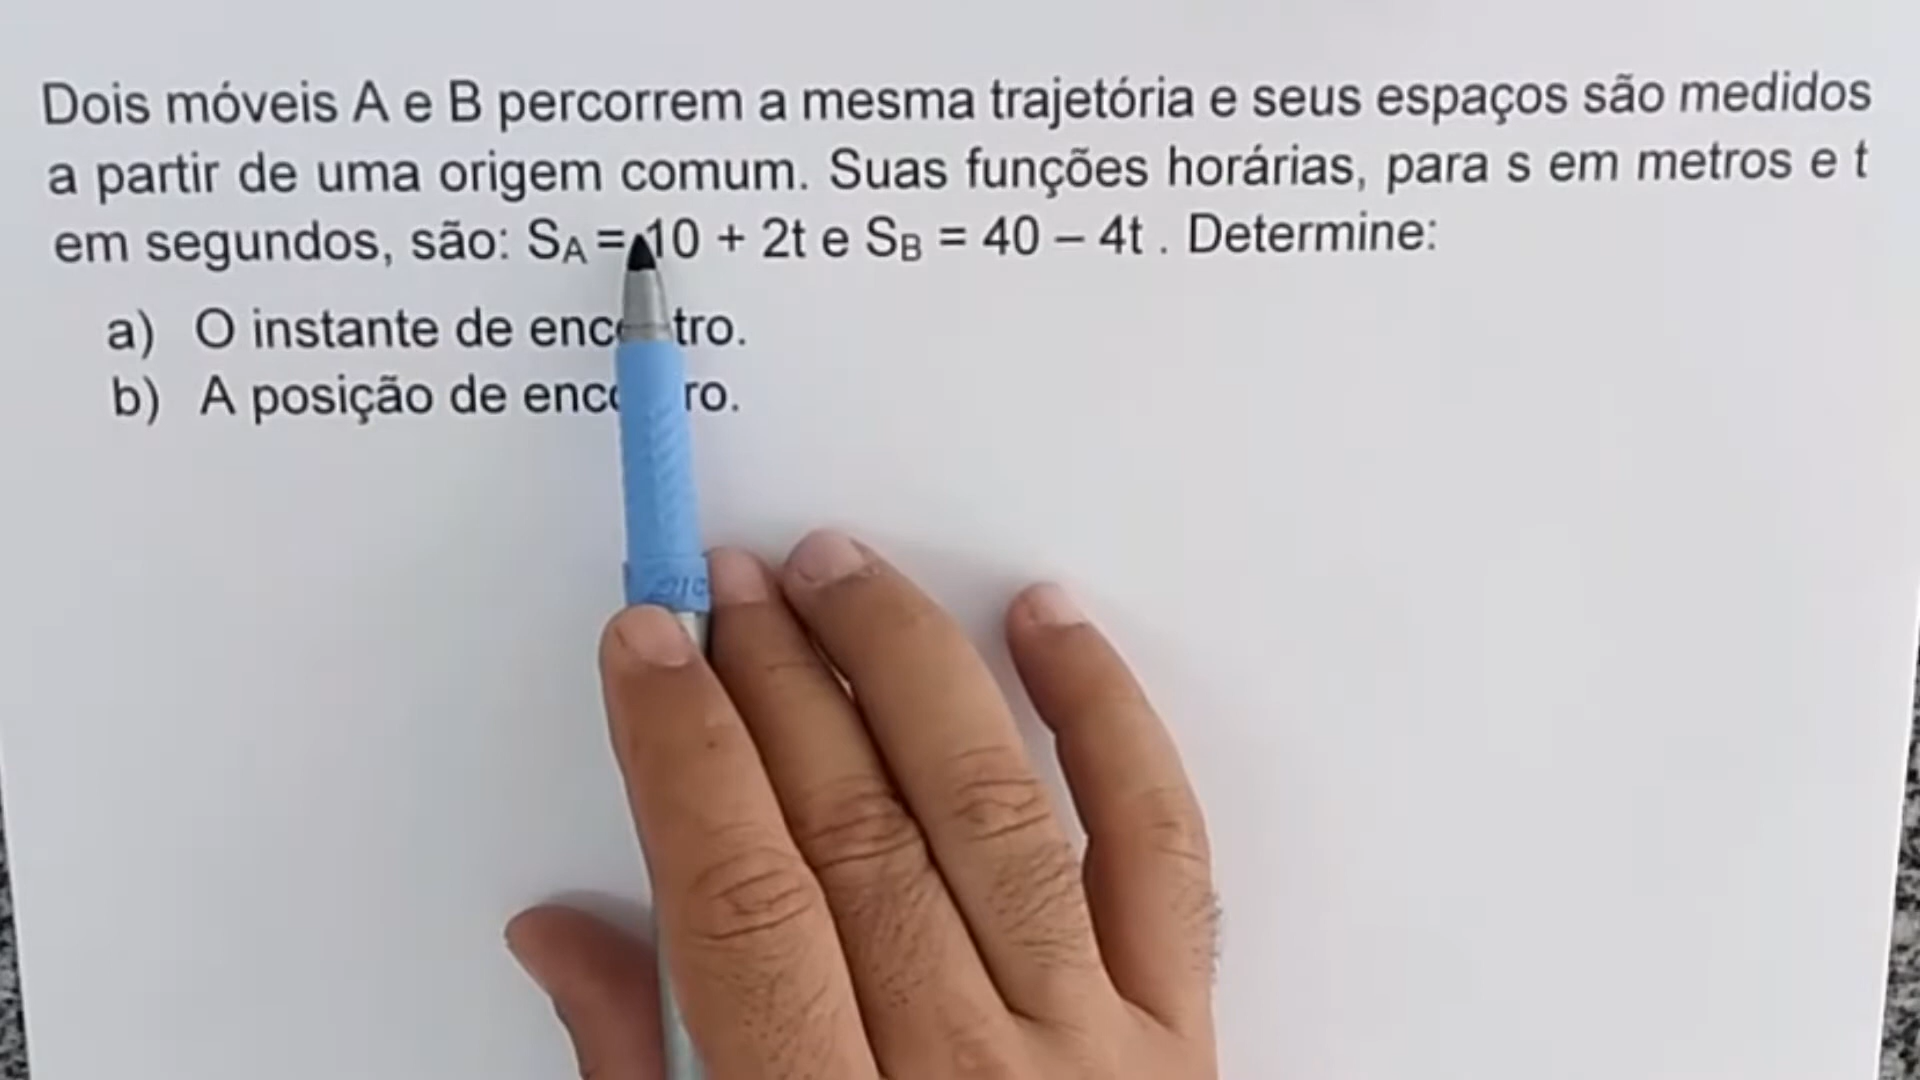 Dois móveis A e B percorrem a mesma trajetória e seus espaços são medidos
a partir de uma origem comum. Suas funções horárias, para s em metros e t
em segundos, são: SA = 10 + 2t e SB = 40 – 4t . Determine:
a) O instante de
b) A posição de